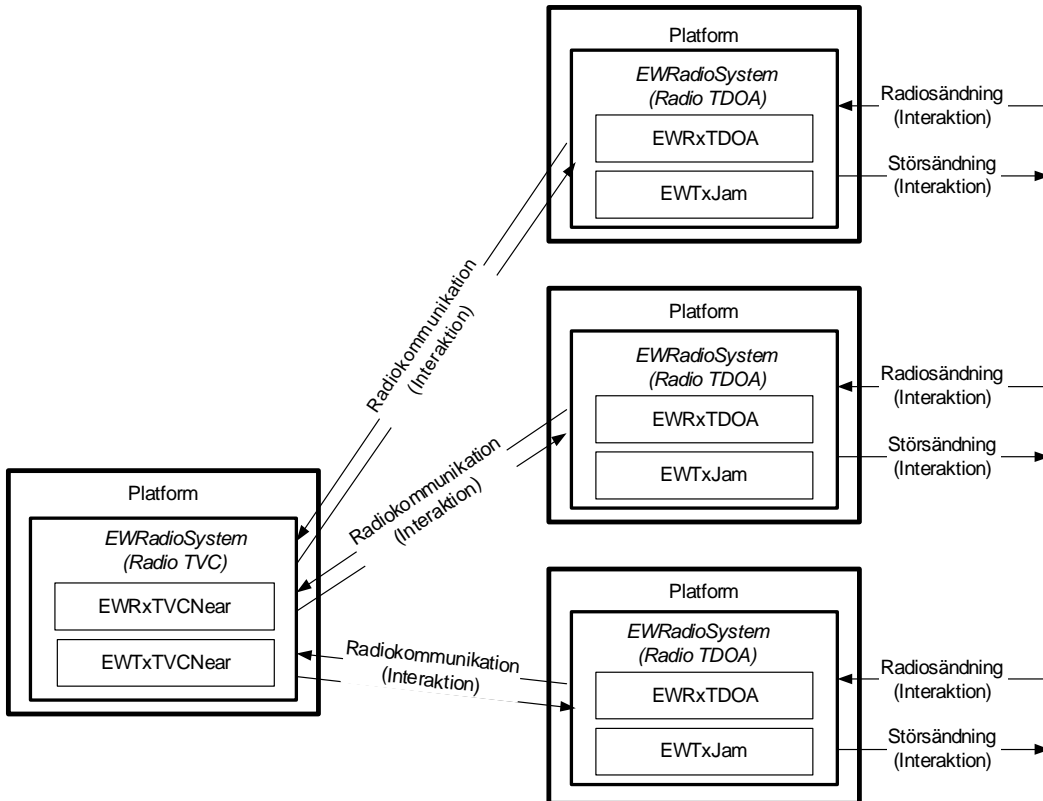 Platform
EWRadioSystem
(Radio TDOA)
EWRxTDOA
EWTxJam
Radiosändning
(Interaktion)
Störsändning
(Interaktion)
Radiokommunikation
(Interaktion)
Platform
EWRadioSystem
(Radio TDOA)
EWRxTDOA
EWTxJam
Radiosändning
(Interaktion)
Störsändning
(Interaktion)
Radiokommunikation
(Interaktion)
Platform
EWRadioSystem
(Radio TVC)
EWRxTVCNear
EWTxTVCNear
Radiokommunikation
(Interaktion)
Platform
EWRadioSystem
(Radio TDOA)
EWRxTDOA
EWTxJam
Radiosändning
(Interaktion)
Störsändning
(Interaktion)